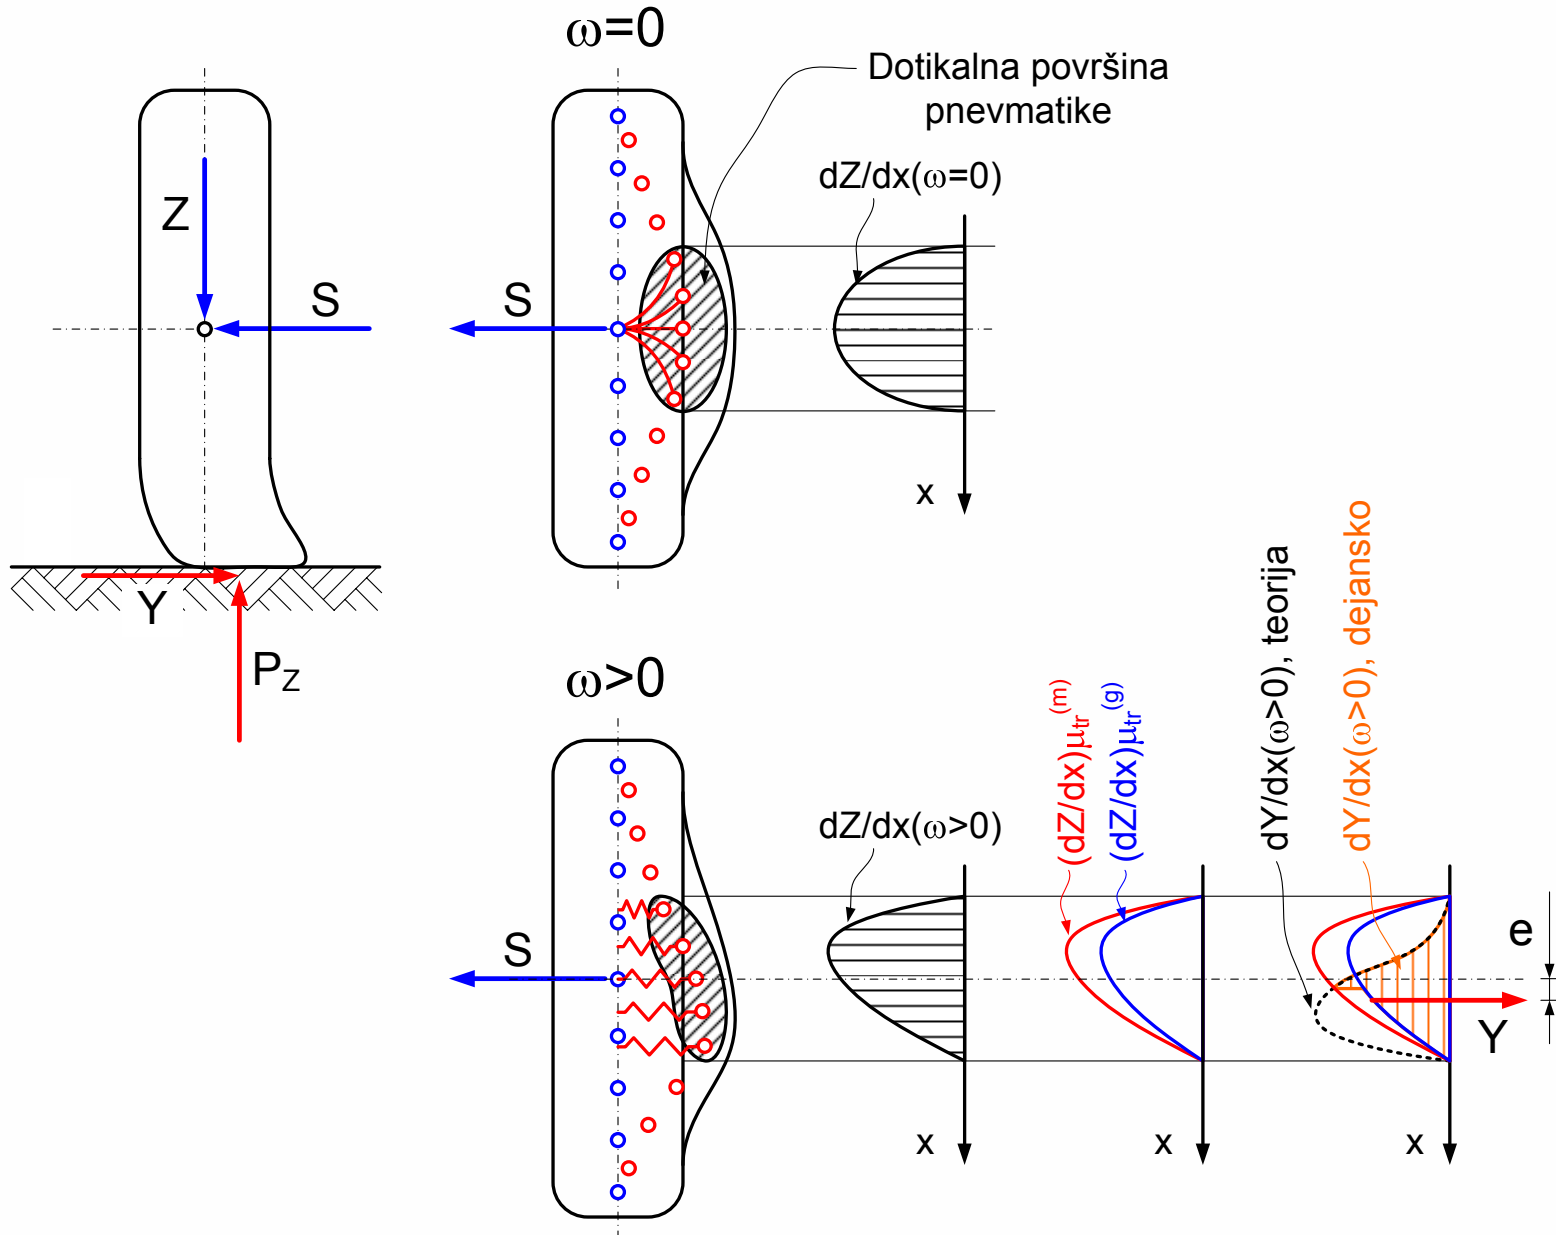 ω=0
Dotikalna površina
pnevmatike
dZ/dx(ω=0)
Z
S
S
x
Y
P_Z
ω>0
dZ/dx(ω>0)
(dZ/dx)μ_tr^(m)
(dZ/dx)μ_tr^(g)
dY/dx(ω>0), teorija
dY/dx(ω>0), dejansko
e
S
Y
x
x
x